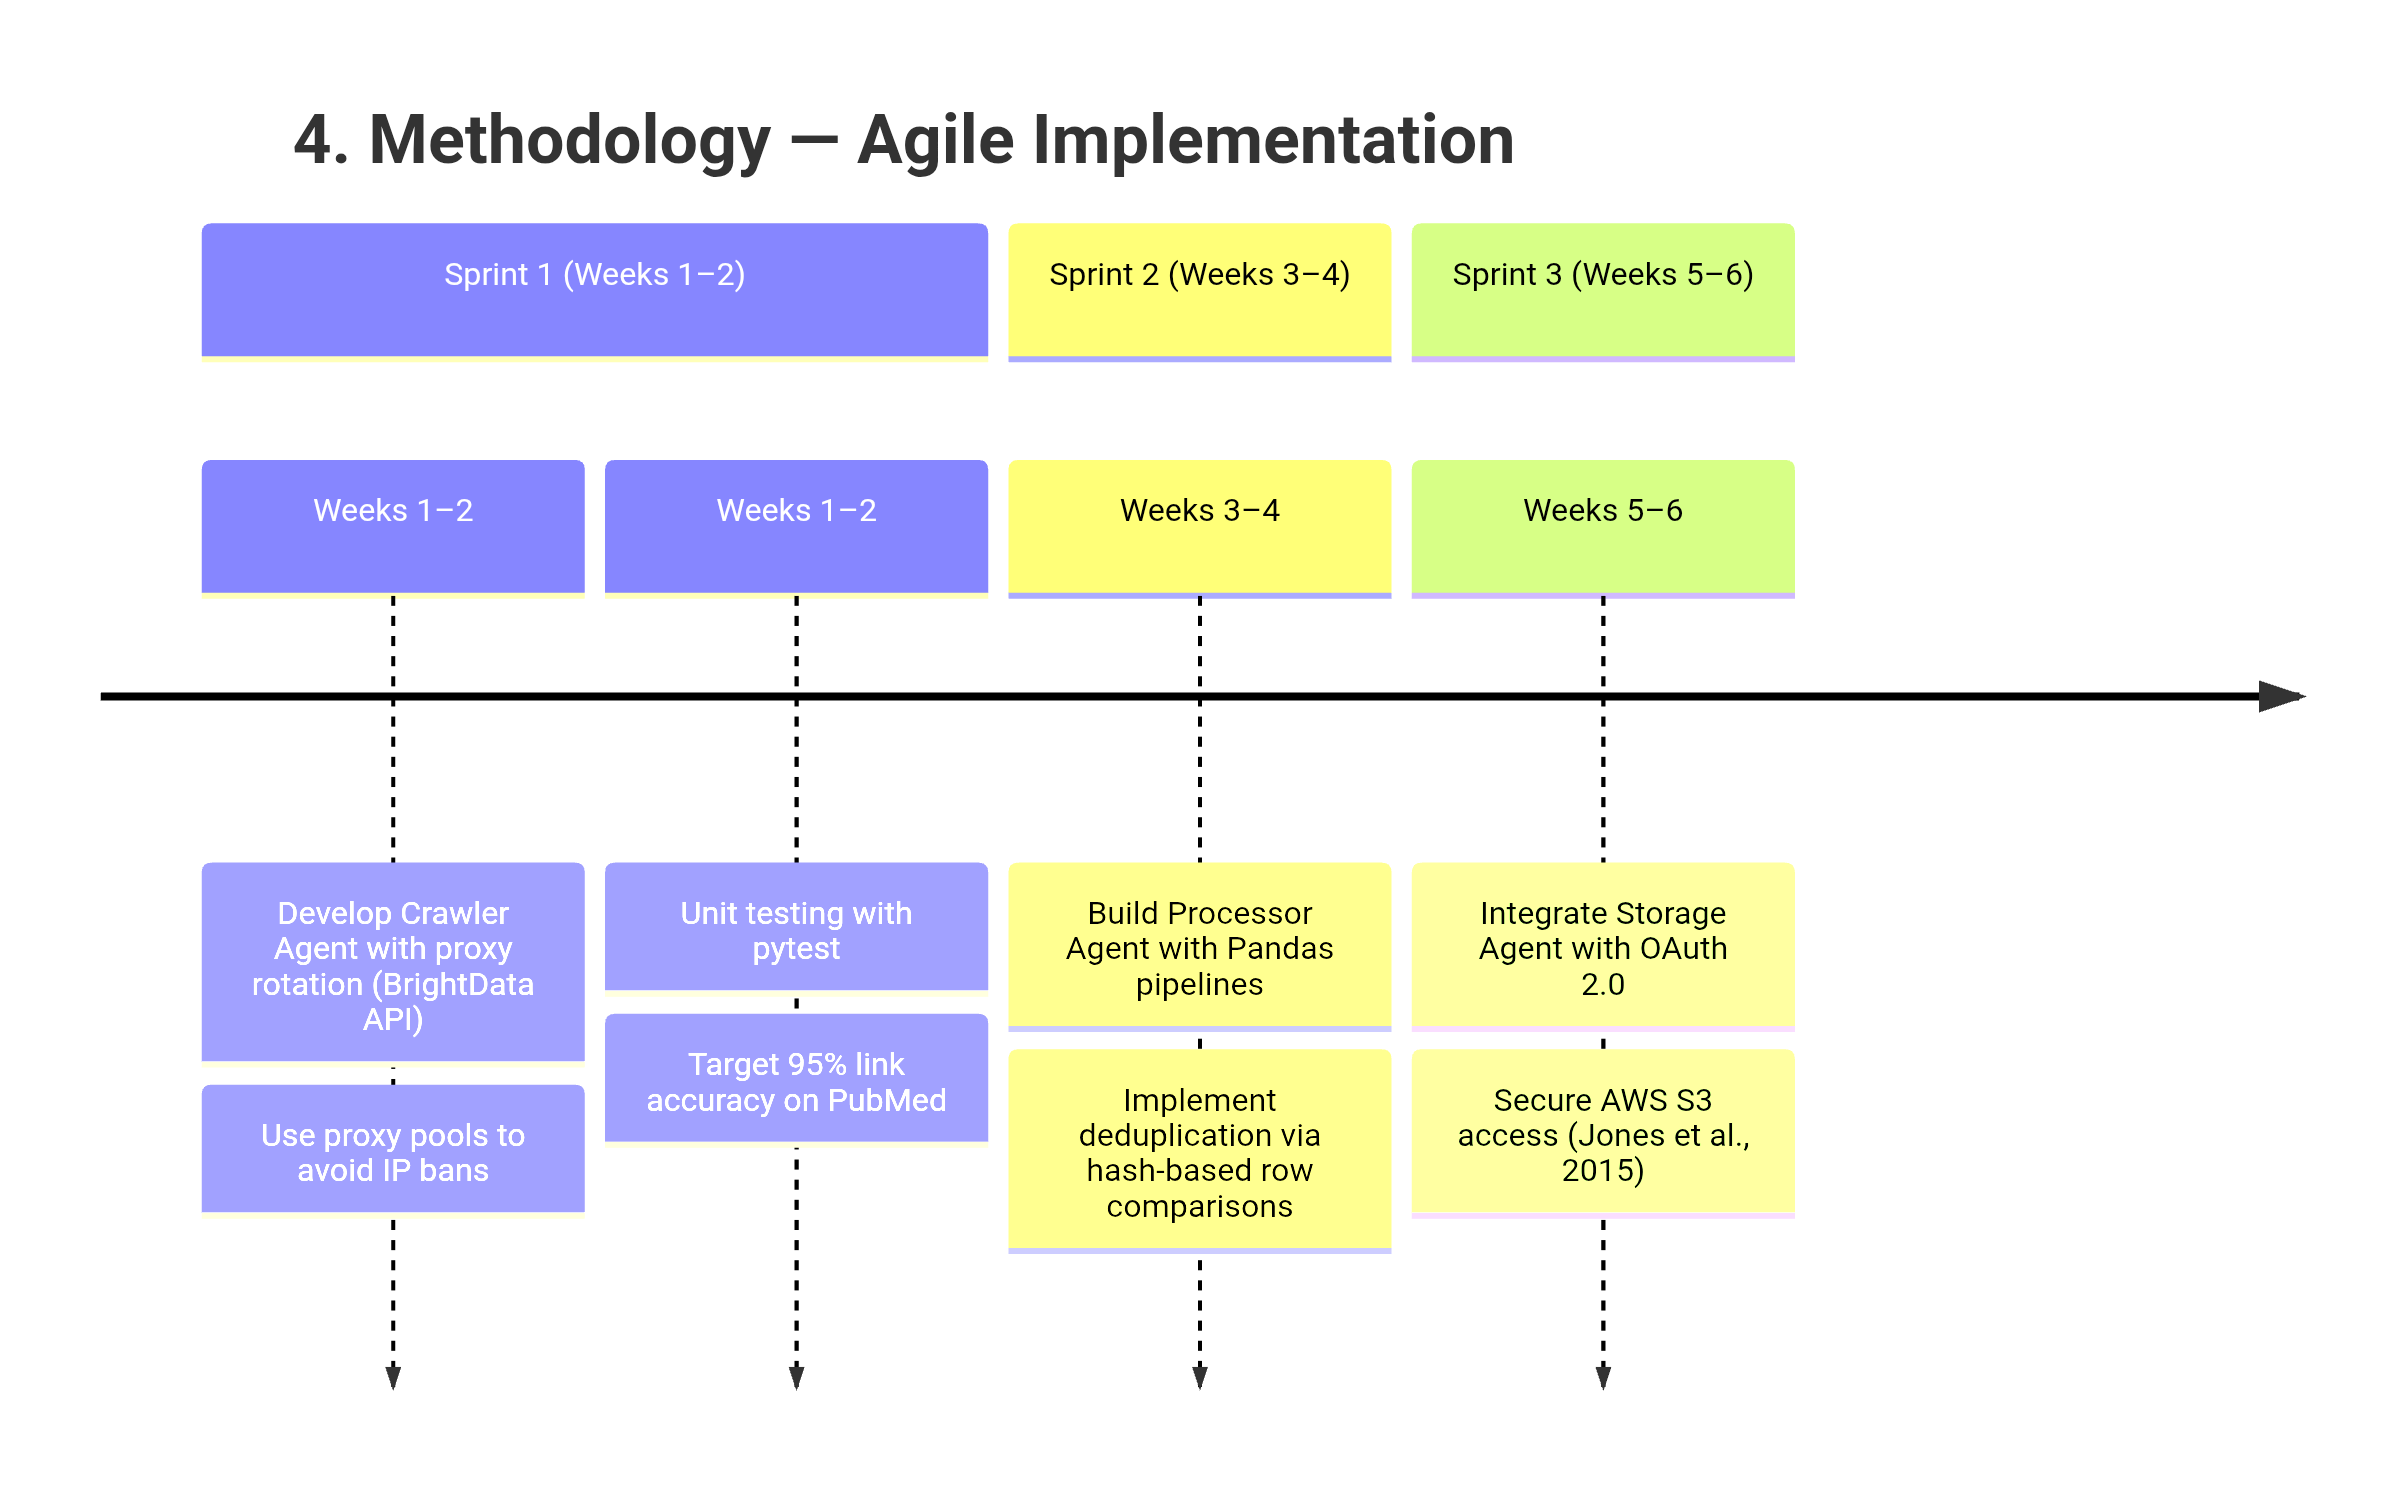 4. Methodology — Agile Implementation
Sprint 1 (Weeks 1–2)
Sprint 2 (Weeks 3–4)
Sprint 3 (Weeks 5–6)
Weeks 1–2
Weeks 1–2
Weeks 3–4
Weeks 5–6
Develop Crawler
Agent with proxy
rotation (BrightData
API)
Use proxy pools to
avoid IP bans
Unit testing with
pytest
Target 95% link
accuracy on PubMed
Build Processor
Agent with Pandas
pipelines
Implement
deduplication via
hash-based row
comparisons
Integrate Storage
Agent with OAuth
2.0
Secure AWS S3
access (Jones et al.,
2015)